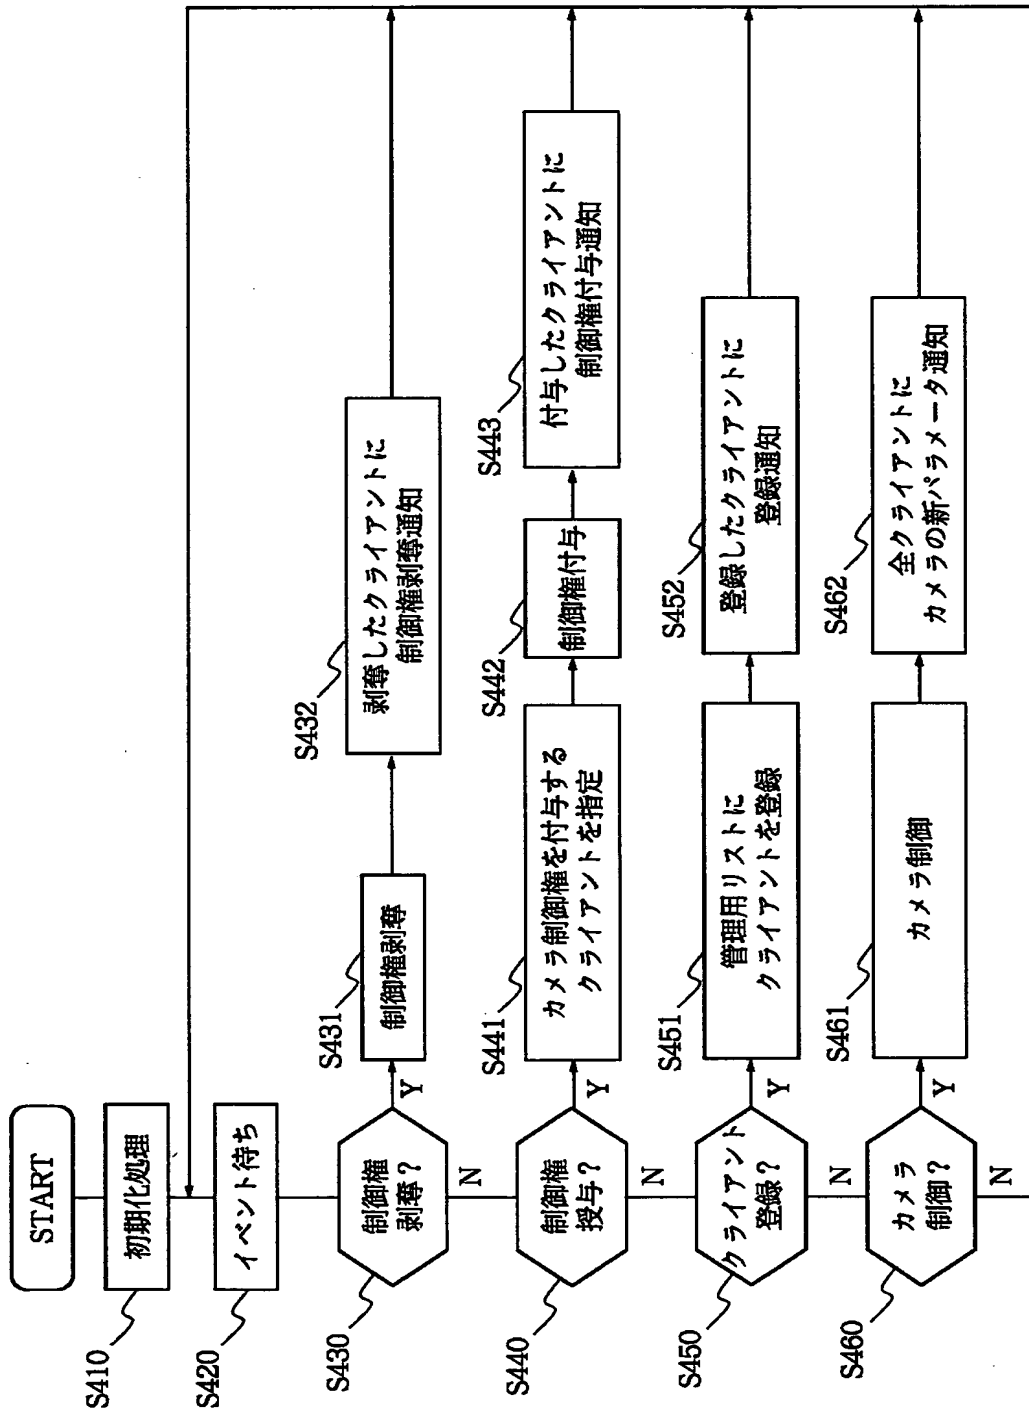 START
S410
初期化処理
S420
イベント待ち
S430
制御権
剥奪?
Y
N
S431
制御権剥奪
S432
剥奪したクライアントに
制御権剥奪通知
S440
制御権
授与?
Y
N
S441
カメラ制御権を付与する
クライアントを指定
S442
制御権付与
S443
付与したクライアントに
制御権付与通知
S450
クライアント
登録?
Y
N
S451
管理用リストに
クライアントを登録
S452
登録したクライアントに
登録通知
S460
カメラ
制御?
Y
N
S461
カメラ制御
S462
全クライアントに
カメラの新パラメータ通知